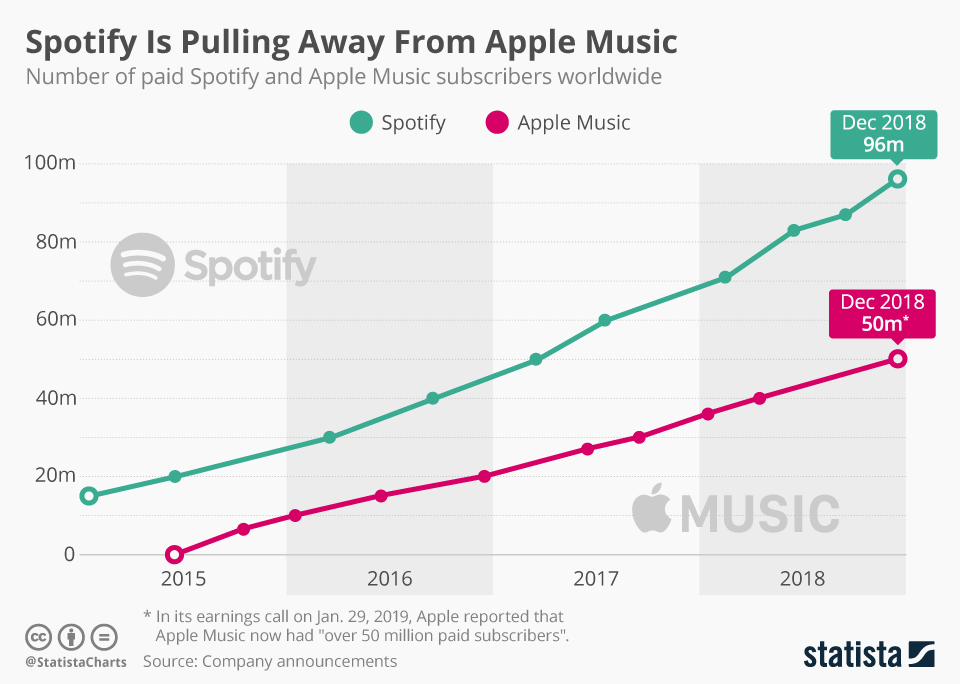 Spotify Is Pulling Away From Apple Music
Number of paid Spotify and Apple Music subscribers worldwide
Spotify
Apple Music
Dec 2018
96m
100m
80m
Spotify
Dec 2018
50m*
60m
40m
20m
MUSIC
0
2015
2016
2017
2018
* In its earnings call on Jan. 29, 2019, Apple reported that
Apple Music now had "over 50 million paid subscribers".
cc
@StatistaCharts
Source: Company announcements
statista